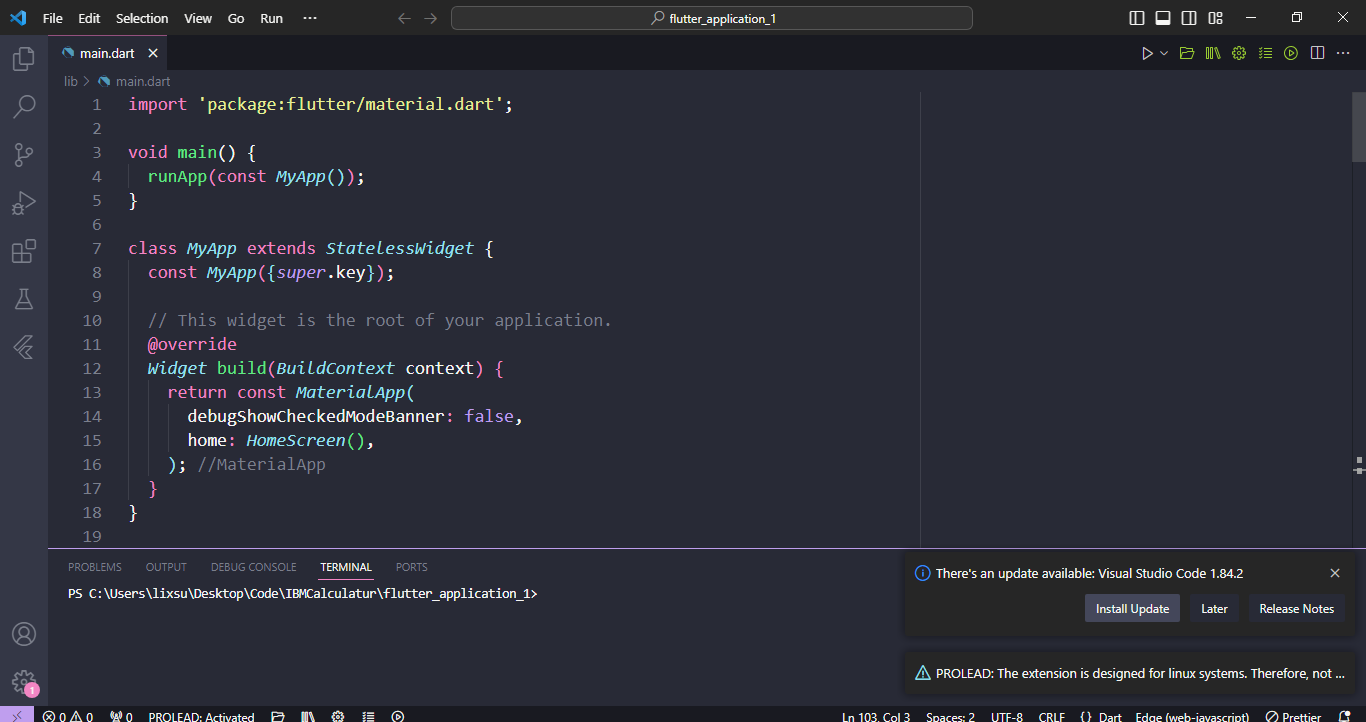 File Edit Selection View Go Run ···
flutter_application_1
main.dart
lib > main.dart
1 import 'package:flutter/material.dart';
2
3 void main() {
4 runApp(const MyApp());
5 }
6
7 class MyApp extends StatelessWidget {
8 const MyApp({super.key});
9
10 // This widget is the root of your application.
11 @override
12 Widget build(BuildContext context) {
13 return const MaterialApp(
14 debugShowCheckedModeBanner: false,
15 home: HomeScreen(),
16 ); //MaterialApp
17 }
18 }
19
PROBLEMS OUTPUT DEBUG CONSOLE TERMINAL PORTS
PS C:\Users\lixsu\Desktop\Code\IBMCalculatur\flutter_application_1>
There's an update available: Visual Studio Code 1.84.2
Install Update Later Release Notes
PROLEAD: The extension is designed for linux systems. Therefore, not ...
1
0 0 0 PROLEAD: Activated Ln 103, Col 3 Spaces: 2 UTF-8 CRLF {} Dart Edge (web-javascript) Prettier